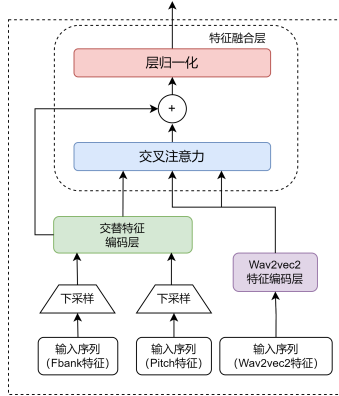 特征融合层
层归一化
+
交叉注意力
交替特征
编码层
Wav2vec2
特征编码层
下采样
下采样
输入序列
（Fbank特征）
输入序列
（Pitch特征）
输入序列
（Wav2vec2特征）